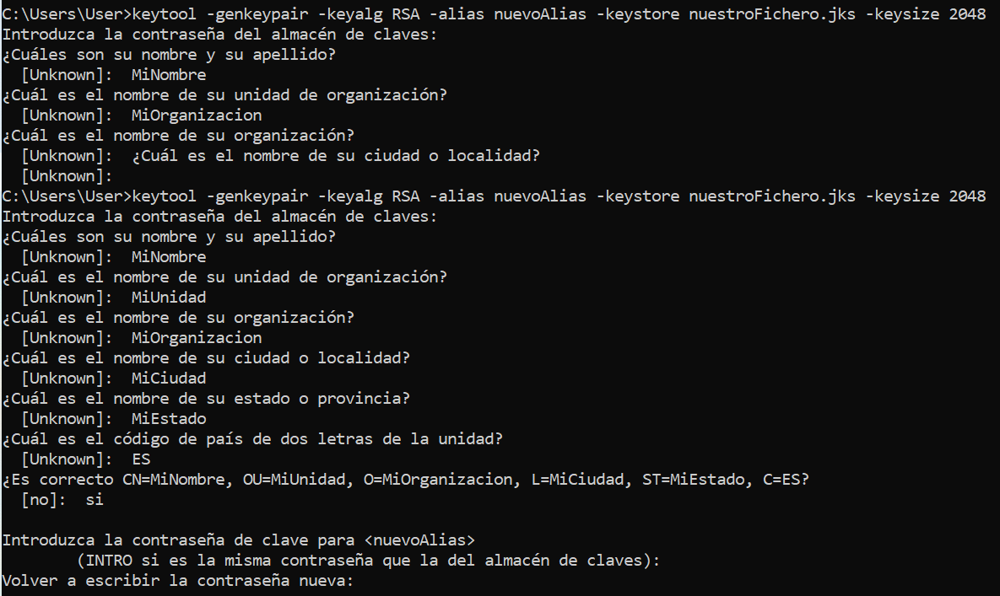 C:\Users\User>keytool -genkeypair -keyalg RSA -alias nuevoAlias -keystore nuestroFichero.jks -keysize 2048
Introduzca la contraseña del almacén de claves:
¿Cuáles son su nombre y su apellido?
  [Unknown]:  MiNombre
¿Cuál es el nombre de su unidad de organización?
  [Unknown]:  MiOrganizacion
¿Cuál es el nombre de su organización?
  [Unknown]:  ¿Cuál es el nombre de su ciudad o localidad?
  [Unknown]:
C:\Users\User>keytool -genkeypair -keyalg RSA -alias nuevoAlias -keystore nuestroFichero.jks -keysize 2048
Introduzca la contraseña del almacén de claves:
¿Cuáles son su nombre y su apellido?
  [Unknown]:  MiNombre
¿Cuál es el nombre de su unidad de organización?
  [Unknown]:  MiUnidad
¿Cuál es el nombre de su organización?
  [Unknown]:  MiOrganizacion
¿Cuál es el nombre de su ciudad o localidad?
  [Unknown]:  MiCiudad
¿Cuál es el nombre de su estado o provincia?
  [Unknown]:  MiEstado
¿Cuál es el código de país de dos letras de la unidad?
  [Unknown]:  ES
¿Es correcto CN=MiNombre, OU=MiUnidad, O=MiOrganizacion, L=MiCiudad, ST=MiEstado, C=ES?
  [no]:  si
Introduzca la contraseña de clave para <nuevoAlias>
        (INTRO si es la misma contraseña que la del almacén de claves):
Volver a escribir la contraseña nueva: